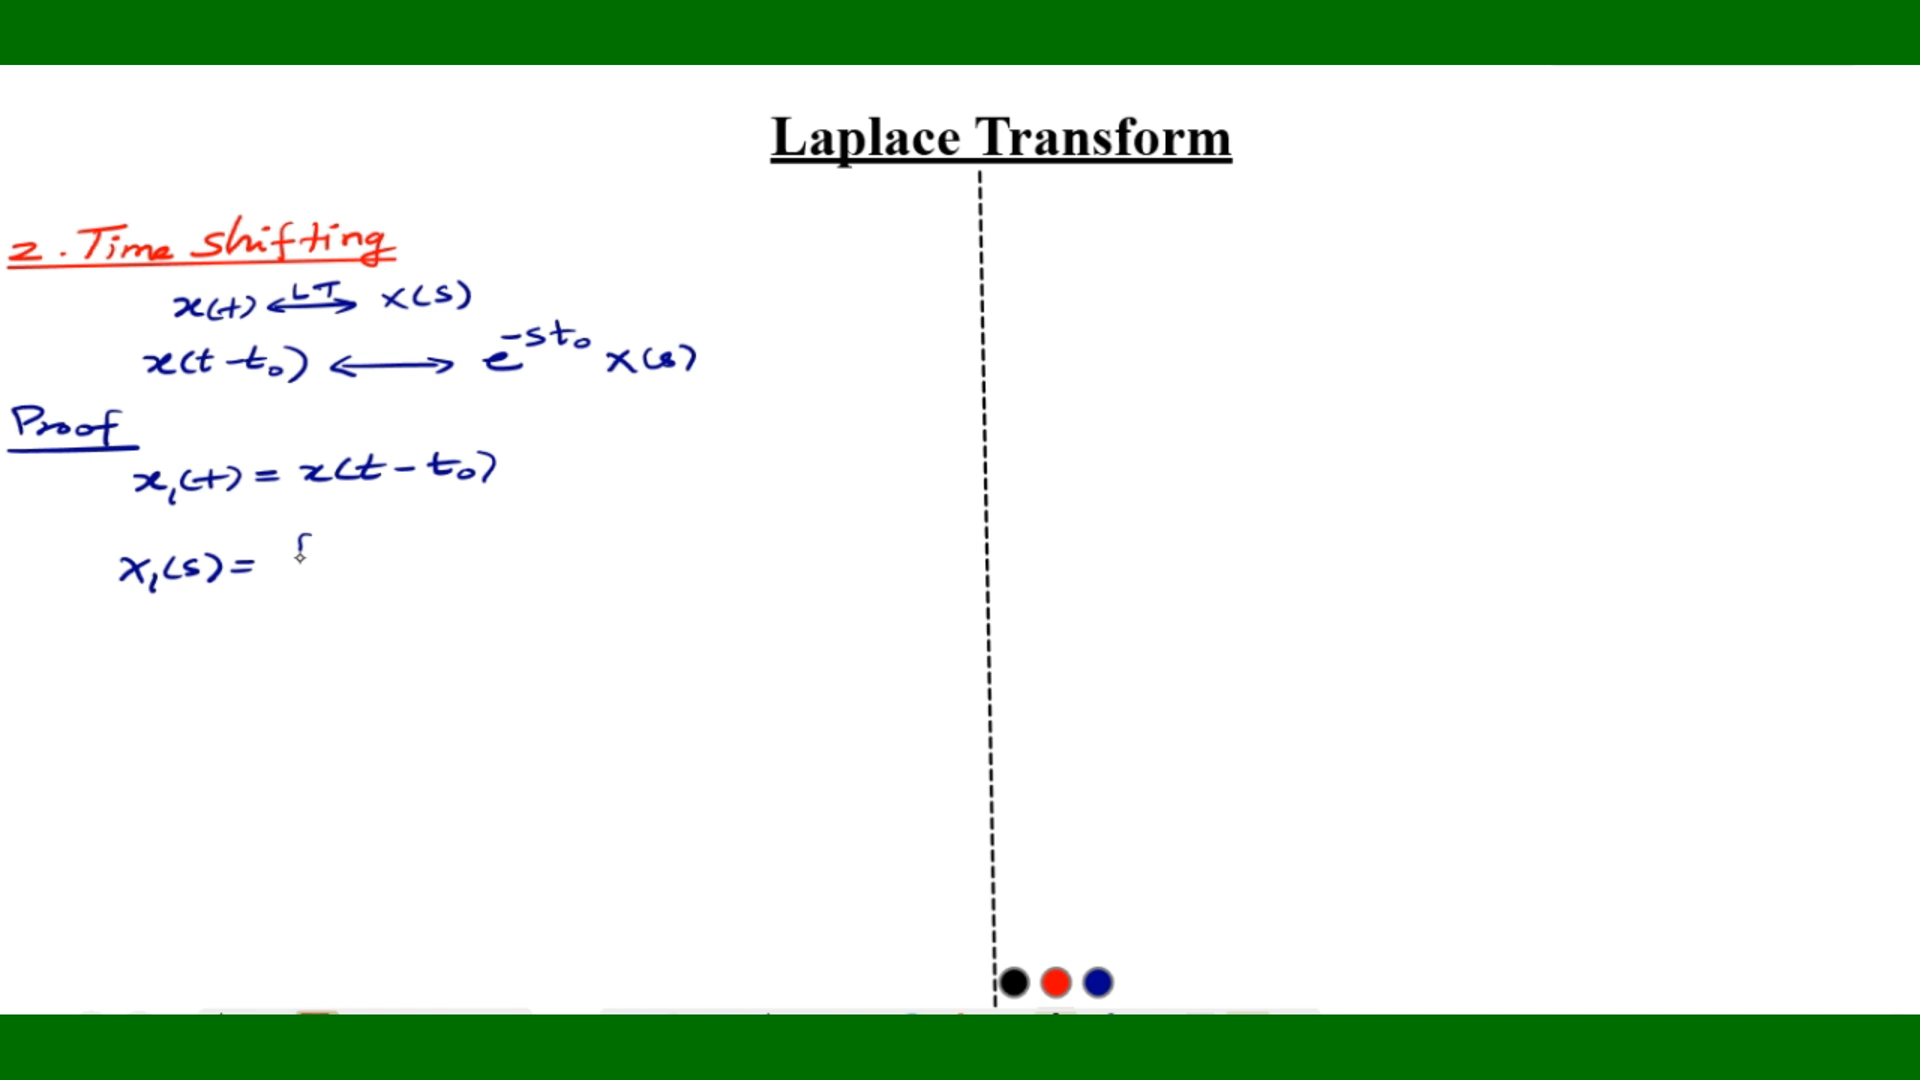 Laplace Transform
2. Time shifting
x(t) ⟷ LT X(s)
x(t - t₀) ⟷ e^{-st₀} X(s)
Proof
x₁(t) = x(t - t₀)
X₁(s) = ∫